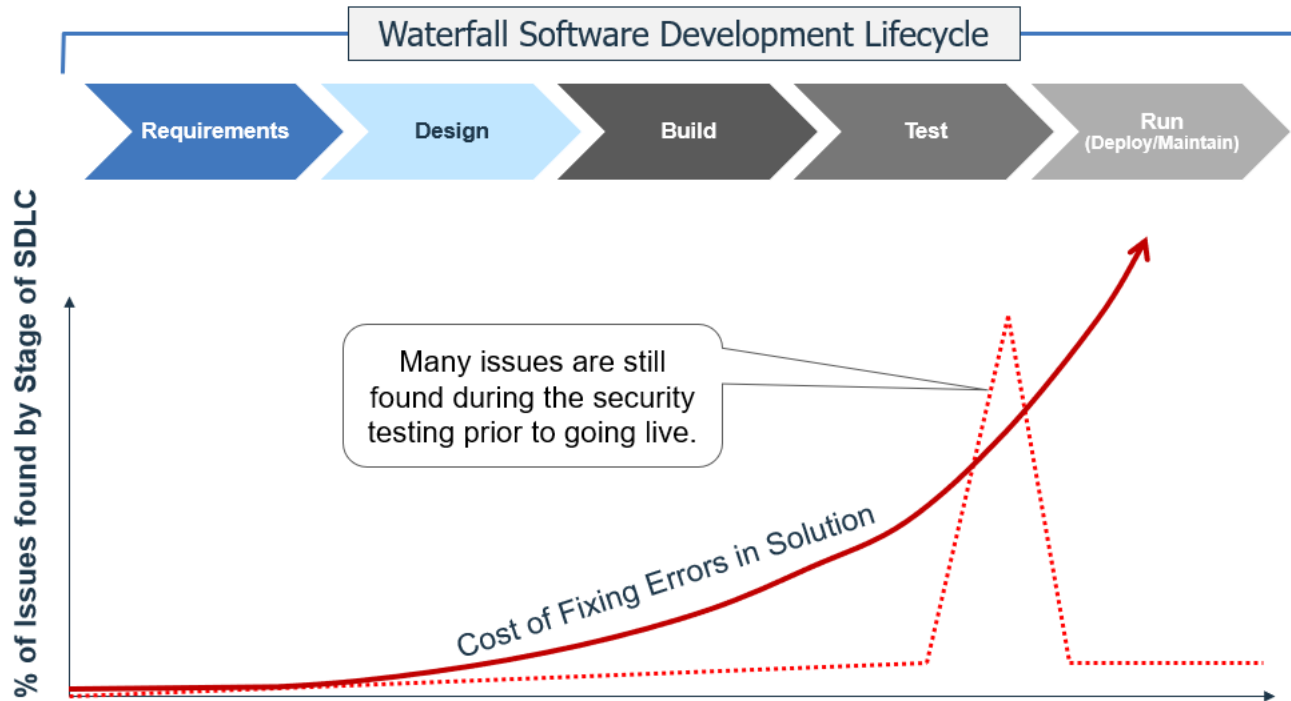 Waterfall Software Development Lifecycle
Requirements
Design
Build
Test
Run
(Deploy/Maintain)
% of Issues found by Stage of SDLC
Many issues are still
found during the security
testing prior to going live.
Cost of Fixing Errors in Solution